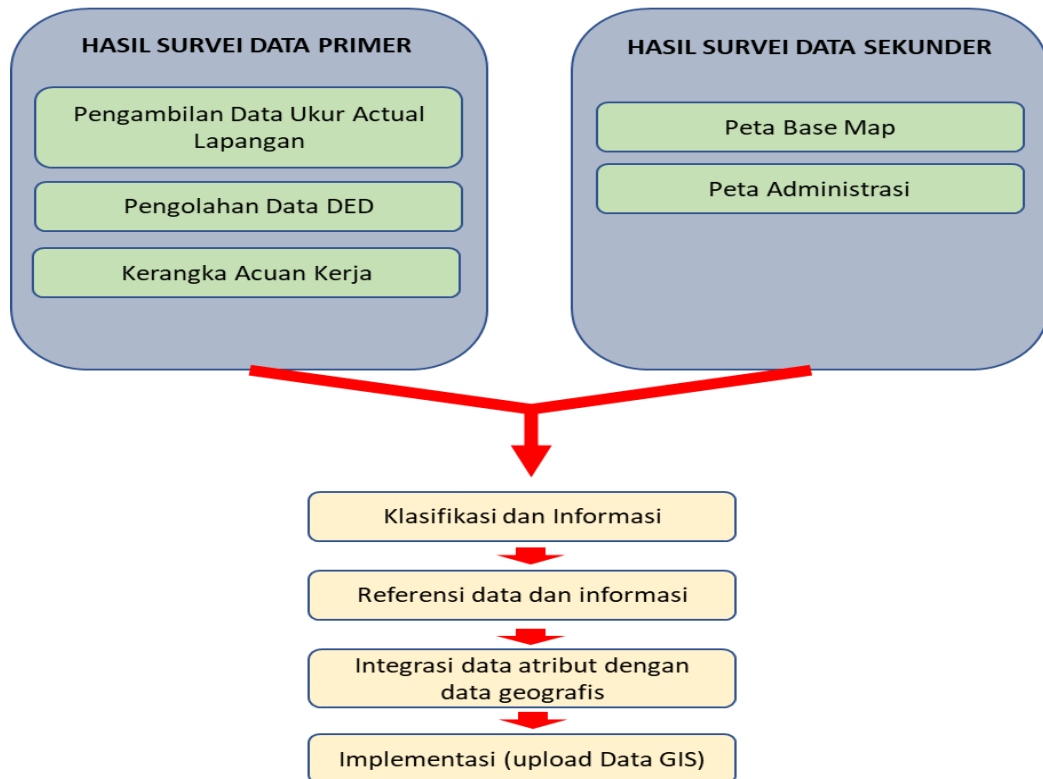 HASIL SURVEI DATA PRIMER
Pengambilan Data Ukur Actual
Lapangan
Pengolahan Data DED
Kerangka Acuan Kerja
HASIL SURVEI DATA SEKUNDER
Peta Base Map
Peta Administrasi
Klasifikasi dan Informasi
Referensi data dan informasi
Integrasi data atribut dengan
data geografis
Implementasi (upload Data GIS)